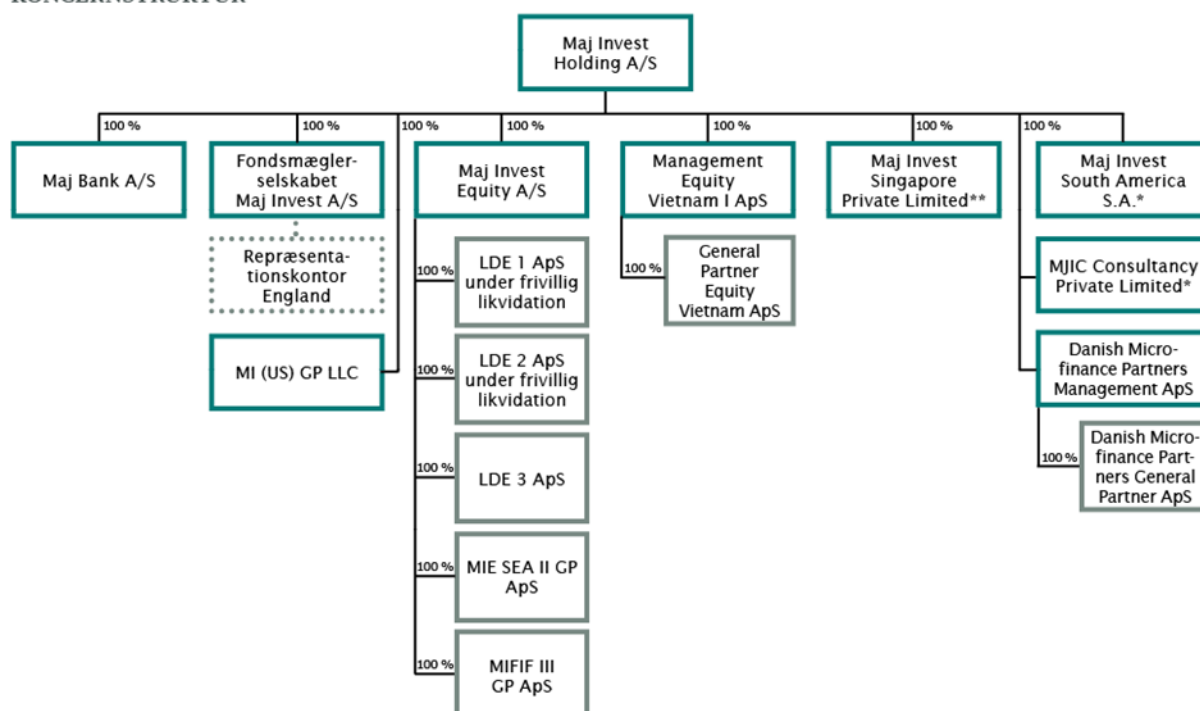 KONCERNSTRUKTUR
Maj Invest
Holding A/S
100 %
100 %
100 %
100 %
100 %
100 %
100 %
Maj Bank A/S
Fondsmægler-
selskabet
Maj Invest A/S
Maj Invest
Equity A/S
Management
Equity
Vietnam I ApS
Maj Invest
Singapore
Private Limited**
Maj Invest
South America
S.A.*
Repræsenta-
tionskontor
England
MI (US) GP LLC
100 %
LDE 1 ApS
under frivillig
likvidation
100 %
LDE 2 ApS
under frivillig
likvidation
100 %
LDE 3 ApS
100 %
MIE SEA II GP
ApS
100 %
MIFIF III
GP ApS
100 %
General
Partner
Equity
Vietnam ApS
MJIC Consultancy
Private Limited*
Danish Micro-
finance Partners
Management ApS
100 %
Danish Micro-
finance Part-
ners General
Partner ApS